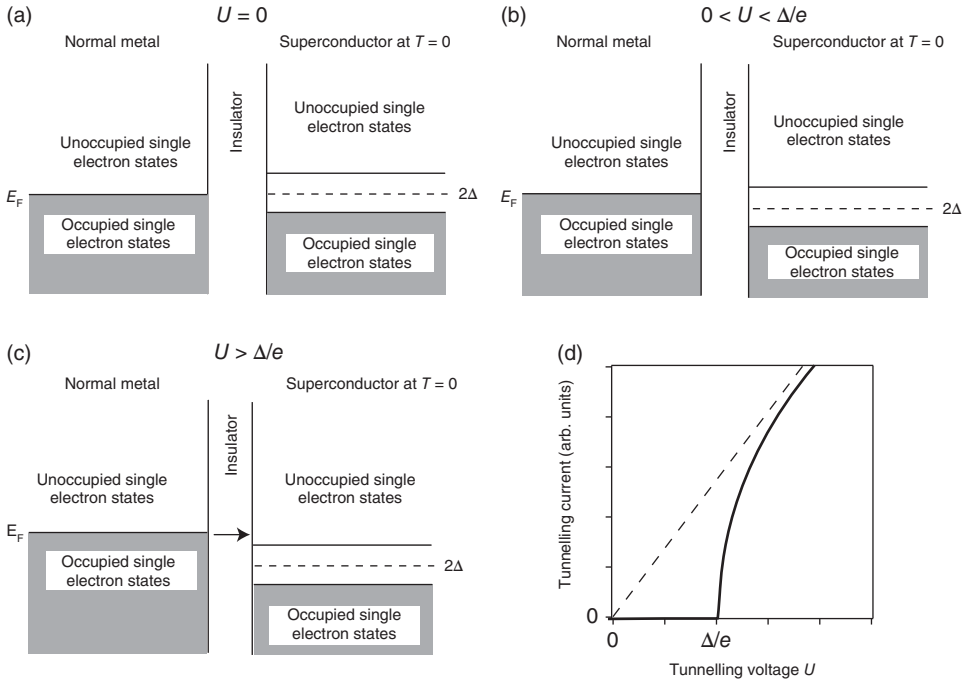 (a)
U = 0
Normal metal
Superconductor at T = 0
Insulator
Unoccupied single
electron states
Unoccupied single
electron states
E_F
2Δ
Occupied single
electron states
Occupied single
electron states
(b)
0 < U < Δ/e
Normal metal
Superconductor at T = 0
Insulator
Unoccupied single
electron states
Unoccupied single
electron states
E_F
2Δ
Occupied single
electron states
Occupied single
electron states
(c)
U > Δ/e
Normal metal
Superconductor at T = 0
Insulator
Unoccupied single
electron states
Unoccupied single
electron states
E_F
2Δ
Occupied single
electron states
Occupied single
electron states
(d)
Tunnelling current (arb. units)
0
0
Δ/e
Tunnelling voltage U